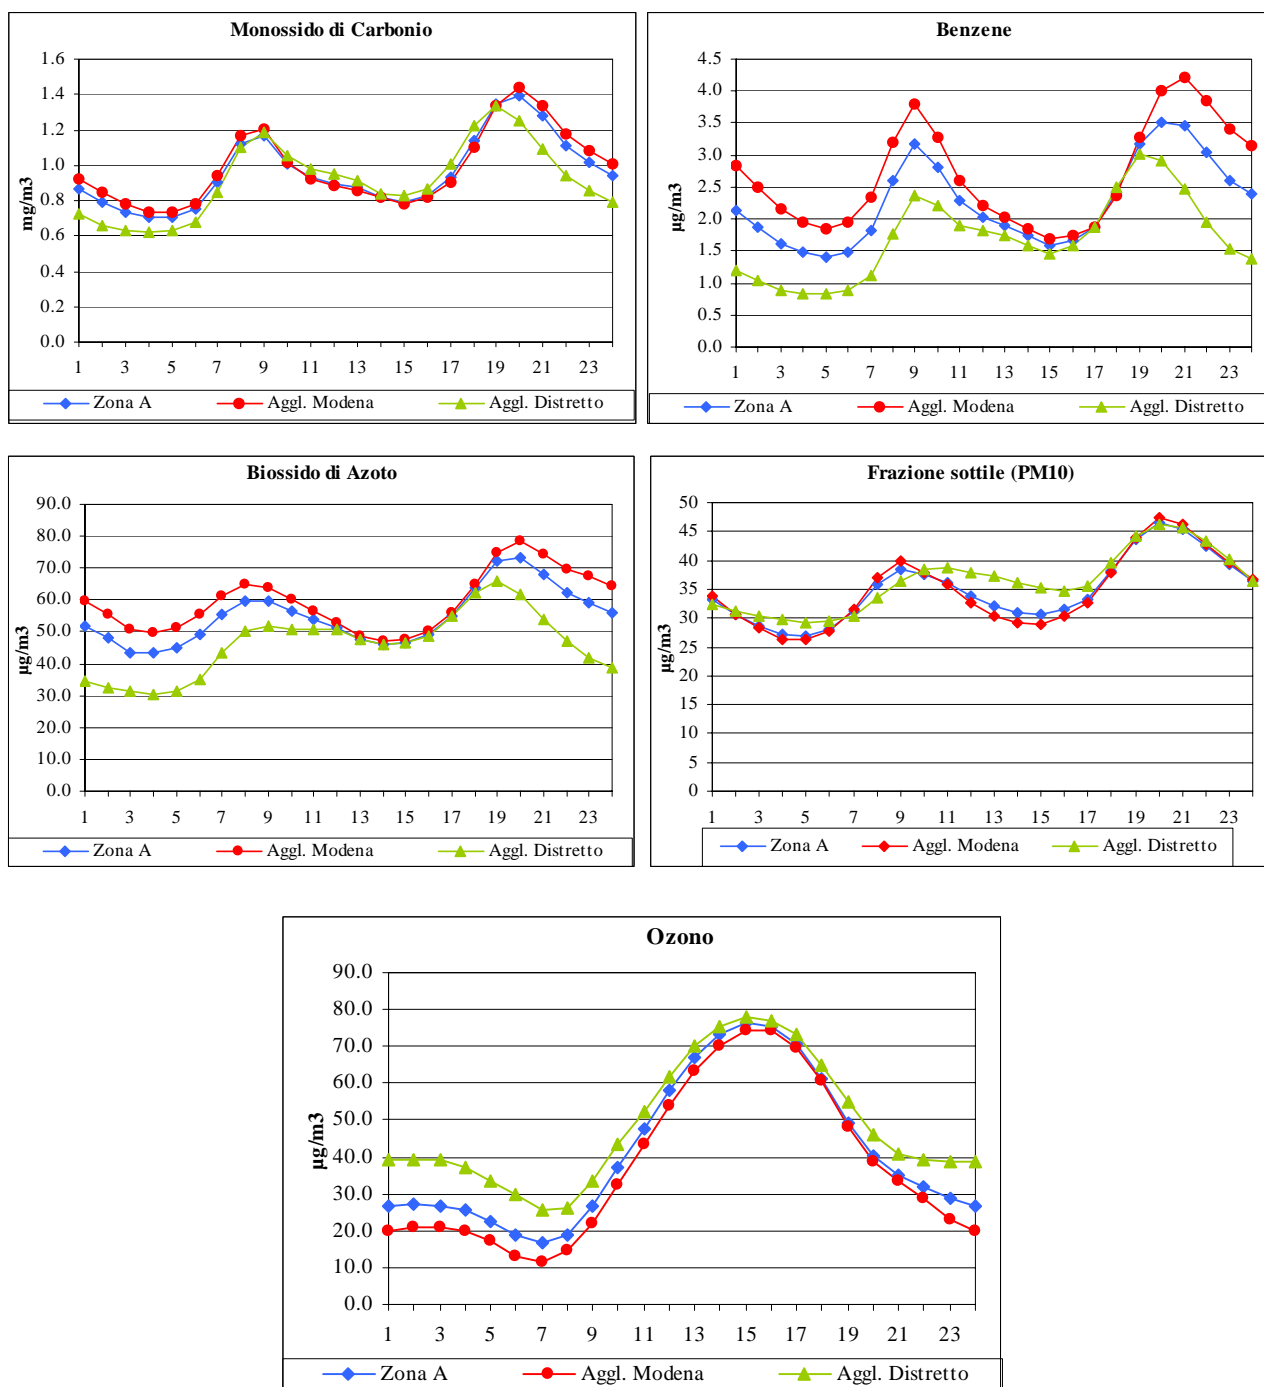 Monossido di Carbonio
1.6
1.4
1.2
1.0
0.8
0.6
0.4
0.2
0.0
mg/m3
1 3 5 7 9 11 13 15 17 19 21 23
Zona A Aggl. Modena Aggl. Distretto
Benzene
4.5
4.0
3.5
3.0
2.5
2.0
1.5
1.0
0.5
0.0
µg/m3
1 3 5 7 9 11 13 15 17 19 21 23
Zona A Aggl. Modena Aggl. Distretto
Biossido di Azoto
90.0
80.0
70.0
60.0
50.0
40.0
30.0
20.0
10.0
0.0
µg/m3
1 3 5 7 9 11 13 15 17 19 21 23
Zona A Aggl. Modena Aggl. Distretto
Frazione sottile (PM10)
50
45
40
35
30
25
20
15
10
5
0
µg/m3
1 3 5 7 9 11 13 15 17 19 21 23
Zona A Aggl. Modena Aggl. Distretto
Ozono
90.0
80.0
70.0
60.0
50.0
40.0
30.0
20.0
10.0
0.0
µg/m3
1 3 5 7 9 11 13 15 17 19 21 23
Zona A Aggl. Modena Aggl. Distretto